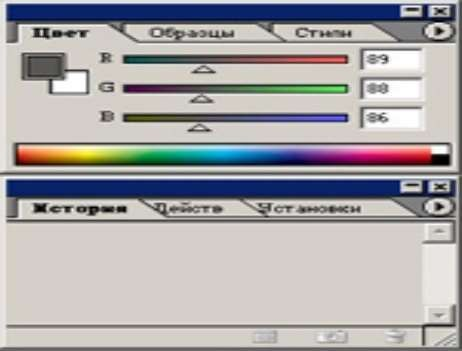 Цвет Образцы Стили
R 89
G 88
B 86
История Действ Установки